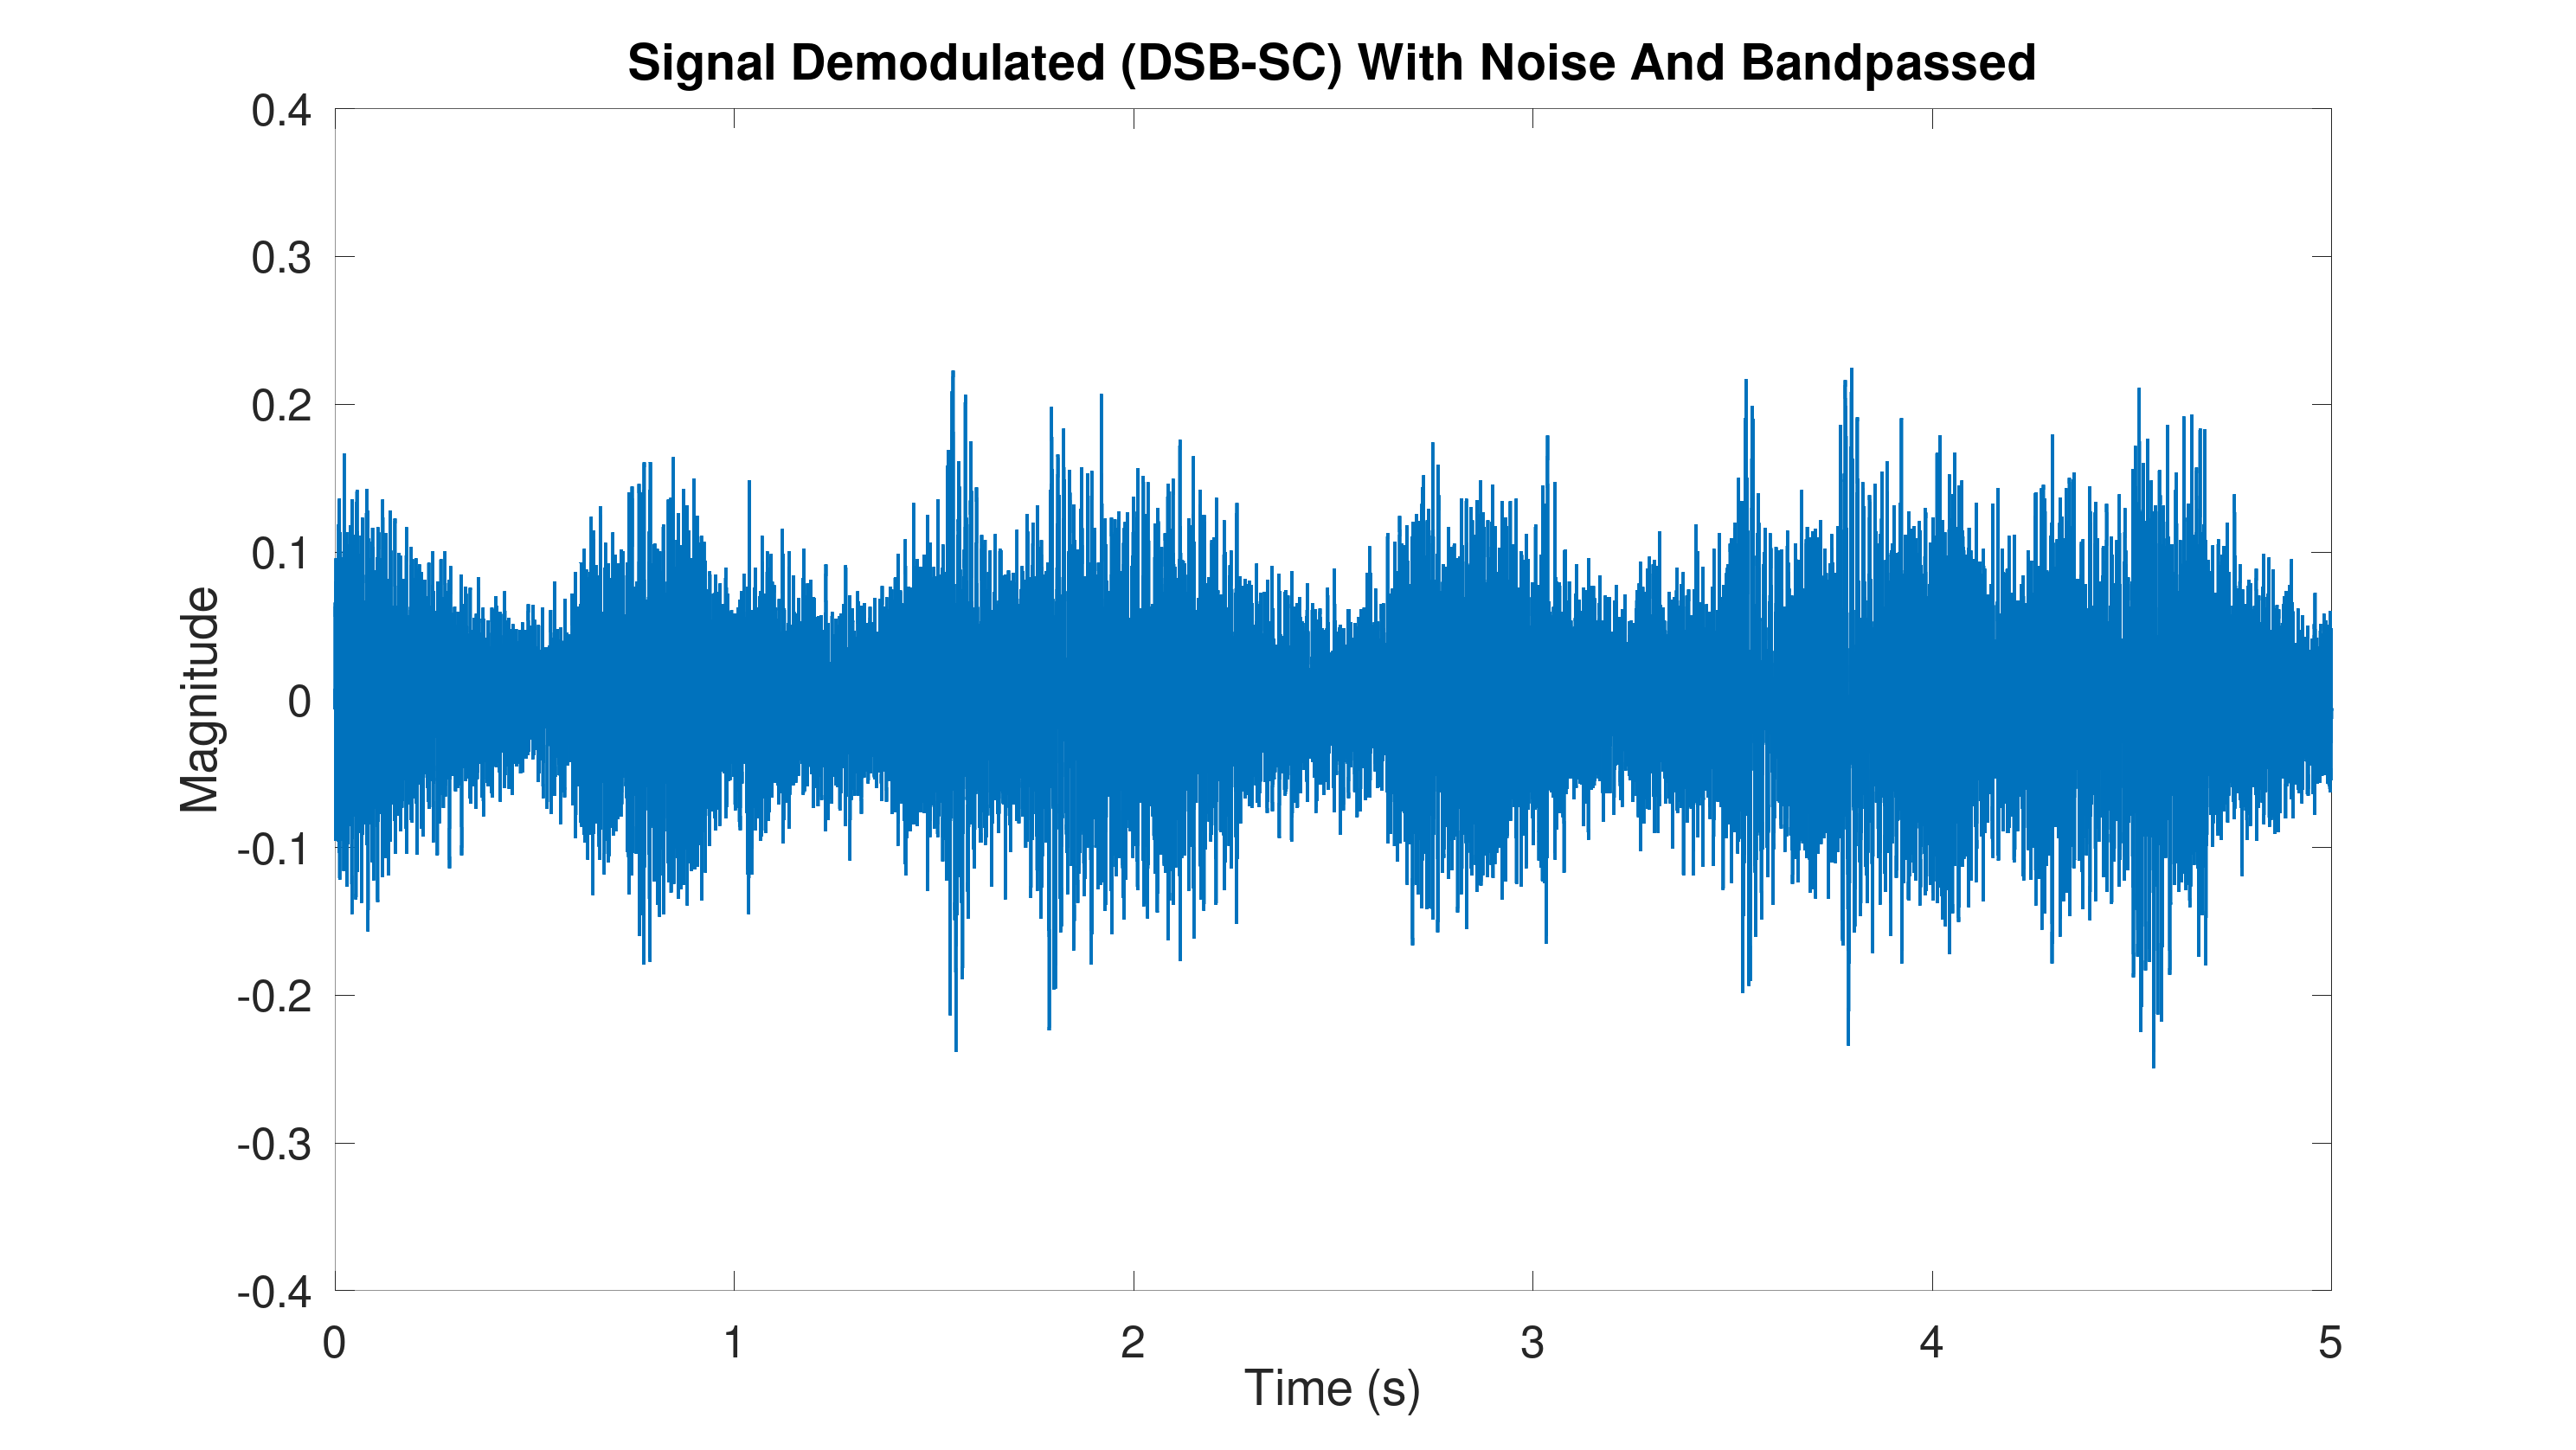 Signal Demodulated (DSB-SC) With Noise And Bandpassed
0.4
0.3
0.2
0.1
0
-0.1
-0.2
-0.3
-0.4
Magnitude
0 1 2 3 4 5
Time (s)